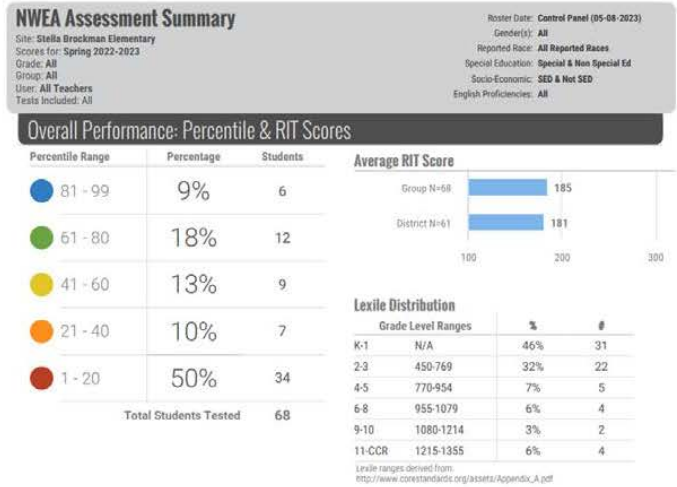 NWEA Assessment Summary
Site: Stella Brockman Elementary
Scores for: Spring 2022-2023
Grade: All
Group: All
User: All Teachers
Tests Included: All
Roster Date: Control Panel (05-08-2023)
Gender(s): All
Reported Race: All Reported Races
Special Education: Special & Non Special Ed
Socio-Economic: SED & Not SED
English Proficiencies: All
Overall Performance: Percentile & RIT Scores
Percentile Range Percentage Students
81 - 99 9% 6
61 - 80 18% 12
41 - 60 13% 9
21 - 40 10% 7
1 - 20 50% 34
Total Students Tested 68
Average RIT Score
Group N=68 185
District N=61 181
100 200 300
Lexile Distribution
Grade Level Ranges % #
K-1 N/A 46% 31
2-3 450-769 32% 22
4-5 770-954 7% 5
6-8 955-1079 6% 4
9-10 1080-1214 3% 2
11-CCR 1215-1355 6% 4
Lexile ranges derived from
http://www.corestandards.org/assets/Appendix_A.pdf